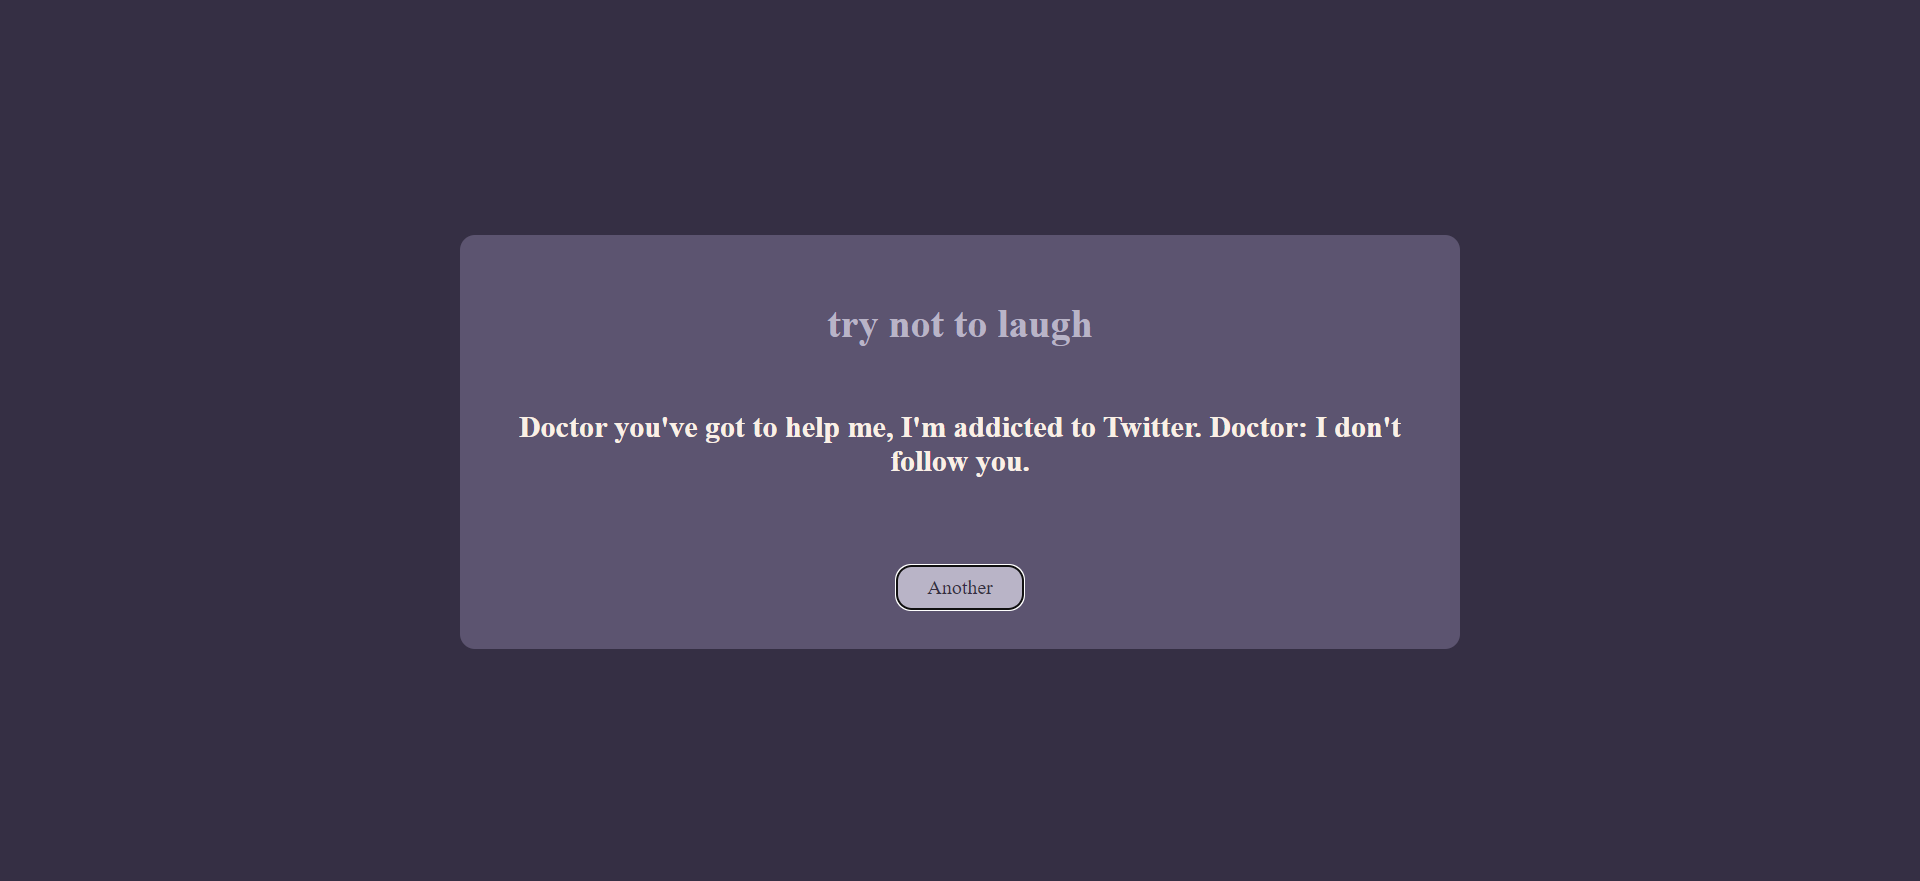 try not to laugh
Doctor you've got to help me, I'm addicted to Twitter. Doctor: I don't
follow you.
Another